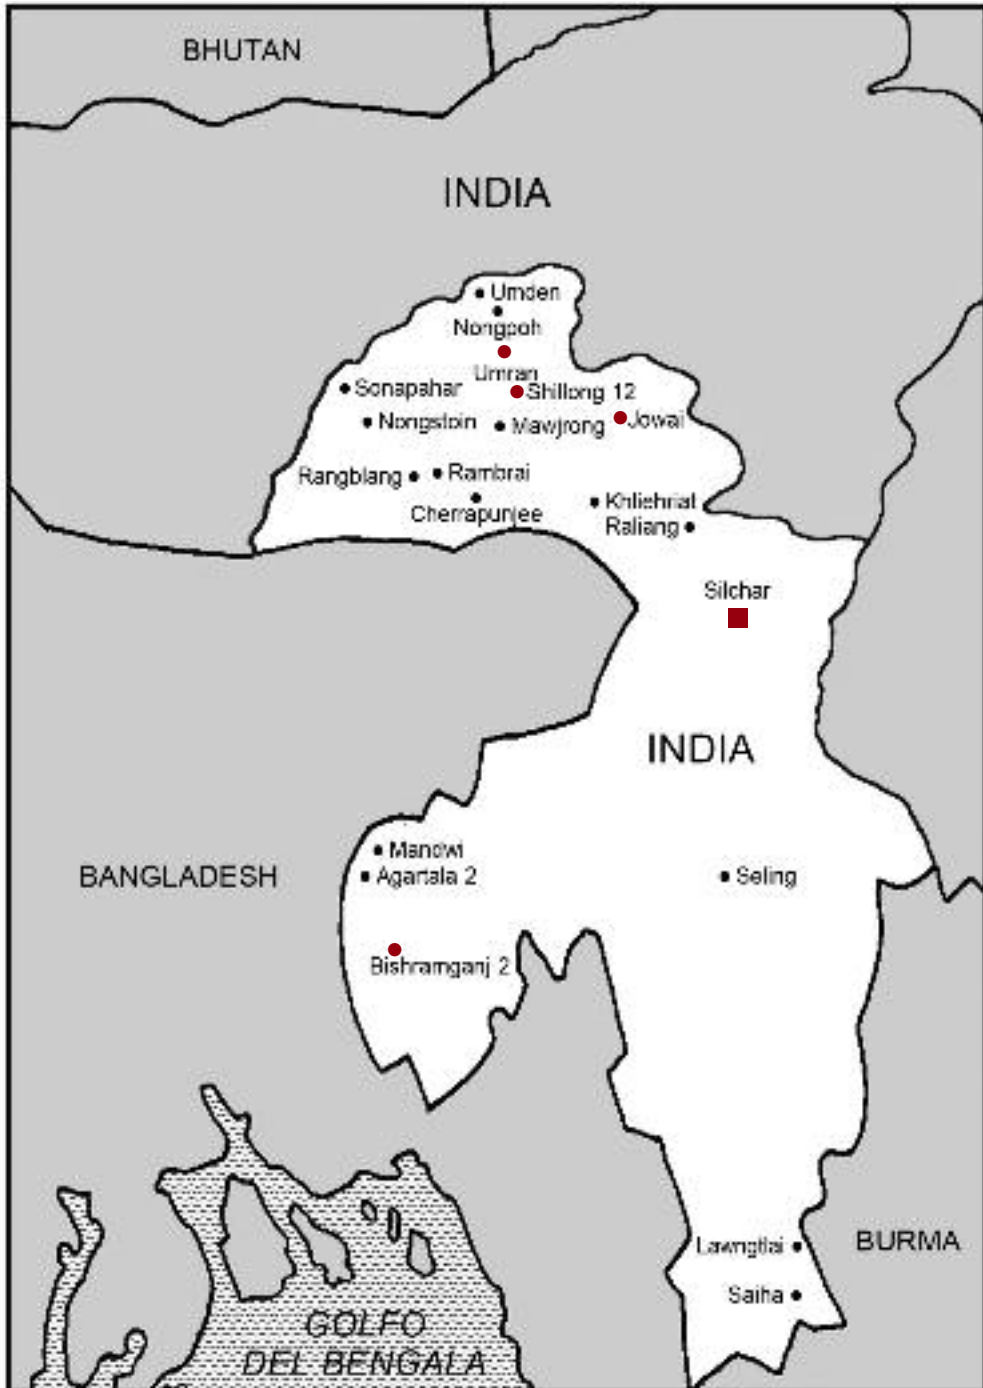 BHUTAN
INDIA
Umden
Nongpoh
Umran
Sonapahar
Shillong 12
Nongstoin
Mawjrong
Jowai
Rangblang
Rambrai
Cherrapunjee
Khliehriat
Raliang
Silchar
INDIA
Mandwi
BANGLADESH
Agartala 2
Seling
Bishramganj 2
Lawngtlai
BURMA
Saiha
GOLFO
DEL BENGALA